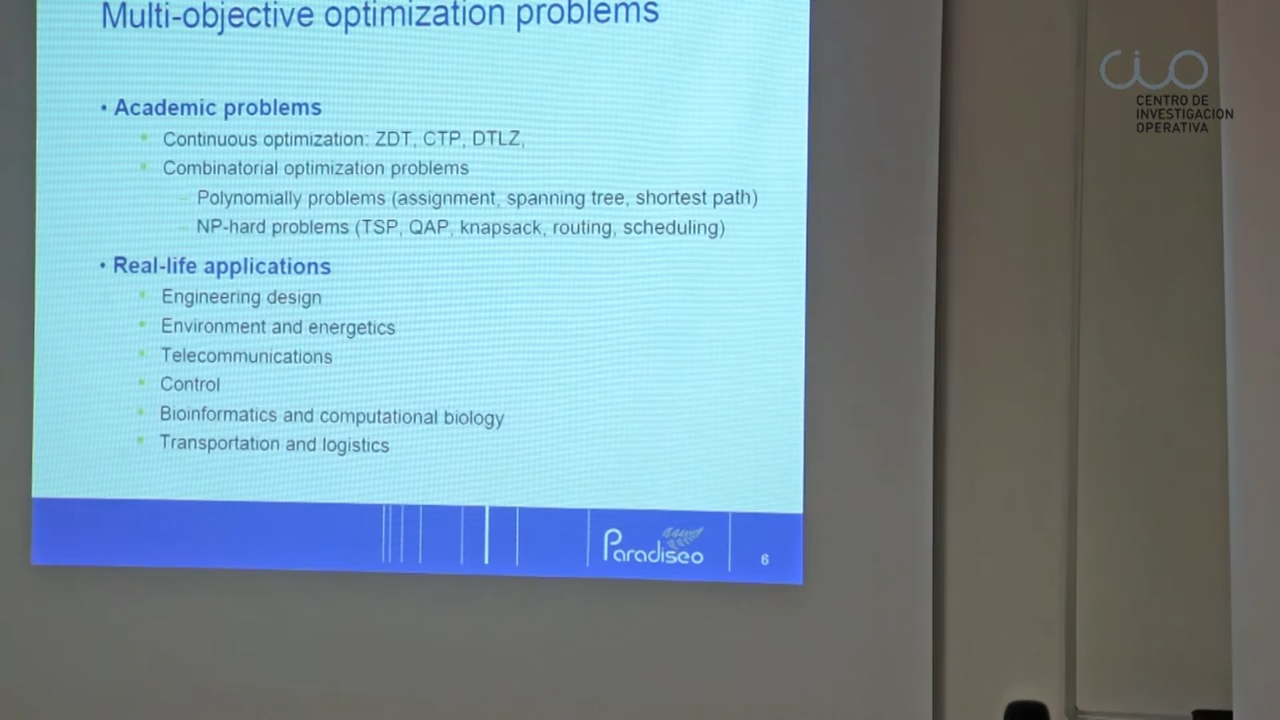 Multi-objective optimization problems
• Academic problems
Continuous optimization: ZDT, CTP, DTLZ,
Combinatorial optimization problems
– Polynomially problems (assignment, spanning tree, shortest path)
– NP-hard problems (TSP, QAP, knapsack, routing, scheduling)
• Real-life applications
Engineering design
Environment and energetics
Telecommunications
Control
Bioinformatics and computational biology
Transportation and logistics
Paradiseo
6
CIO
CENTRO DE
INVESTIGACION
OPERATIVA